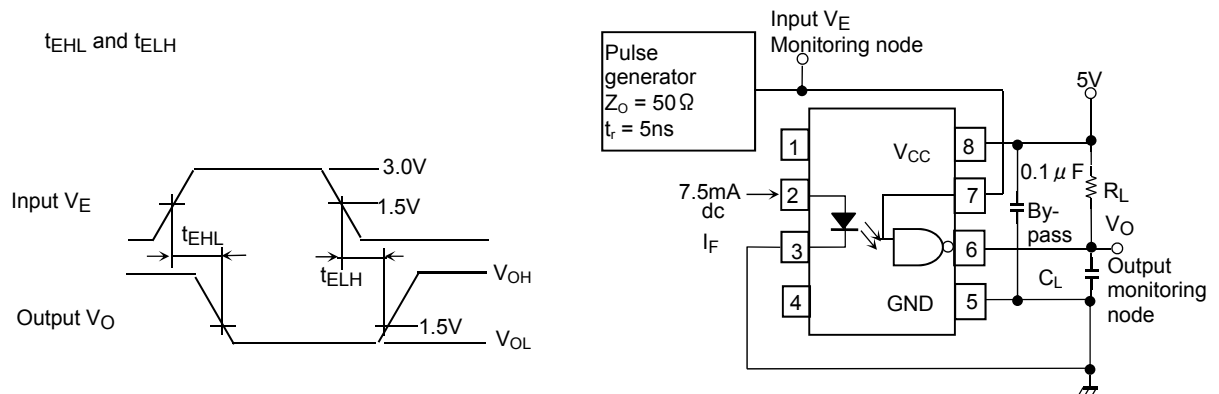 tEHL and tELH
Input VE
3.0V
1.5V
tEHL
tELH
Output VO
VOH
1.5V
VOL
Input VE
Monitoring node
Pulse
generator
ZO = 50Ω
tr = 5ns
5V
1
2
3
4
8
7
6
5
VCC
GND
7.5mA
dc
IF
0.1μF
By-
pass
RL
VO
CL
Output
monitoring
node